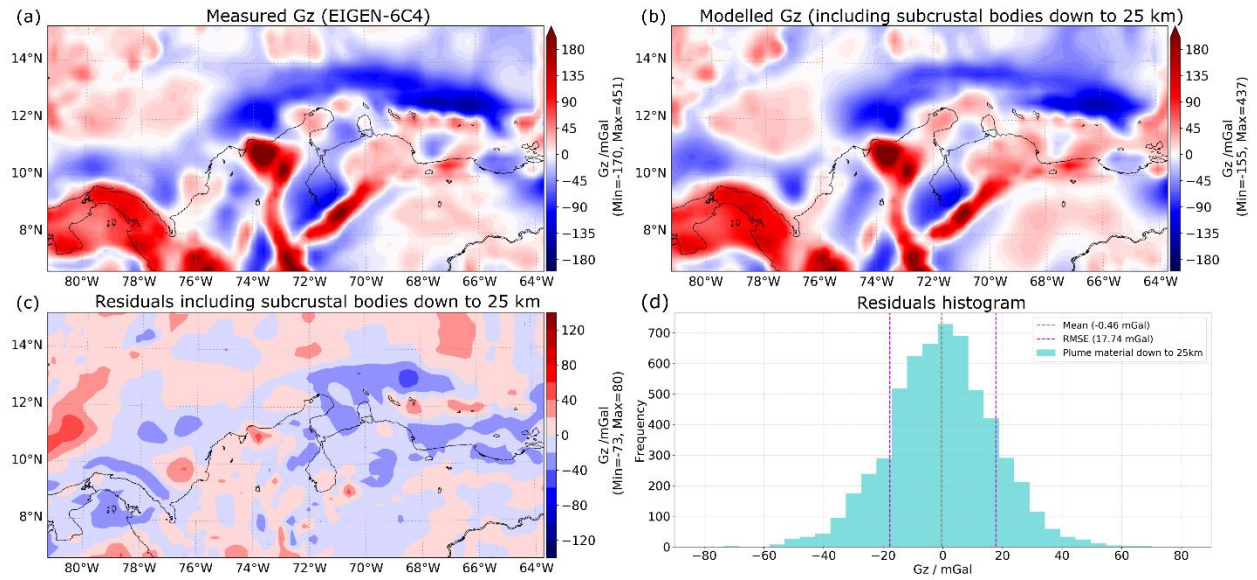 (a) Measured Gz (EIGEN-6C4)
14°N
12°N
10°N
8°N
80°W 78°W 76°W 74°W 72°W 70°W 68°W 66°W 64°W
180
135
90
45
0
−45
−90
−135
−180
Gz /mGal
(Min=-170, Max=451)
(b) Modelled Gz (including subcrustal bodies down to 25 km)
14°N
12°N
10°N
8°N
80°W 78°W 76°W 74°W 72°W 70°W 68°W 66°W 64°W
180
135
90
45
0
−45
−90
−135
−180
Gz /mGal
(Min=-155, Max=437)
(c) Residuals including subcrustal bodies down to 25 km
14°N
12°N
10°N
8°N
80°W 78°W 76°W 74°W 72°W 70°W 68°W 66°W 64°W
120
80
40
0
−40
−80
−120
Gz /mGal
(Min=-73, Max=80)
(d) Residuals histogram
Mean (-0.46 mGal)
RMSE (17.74 mGal)
Plume material down to 25km
Frequency
700
600
500
400
300
200
100
0
−80 −60 −40 −20 0 20 40 60 80
Gz / mGal